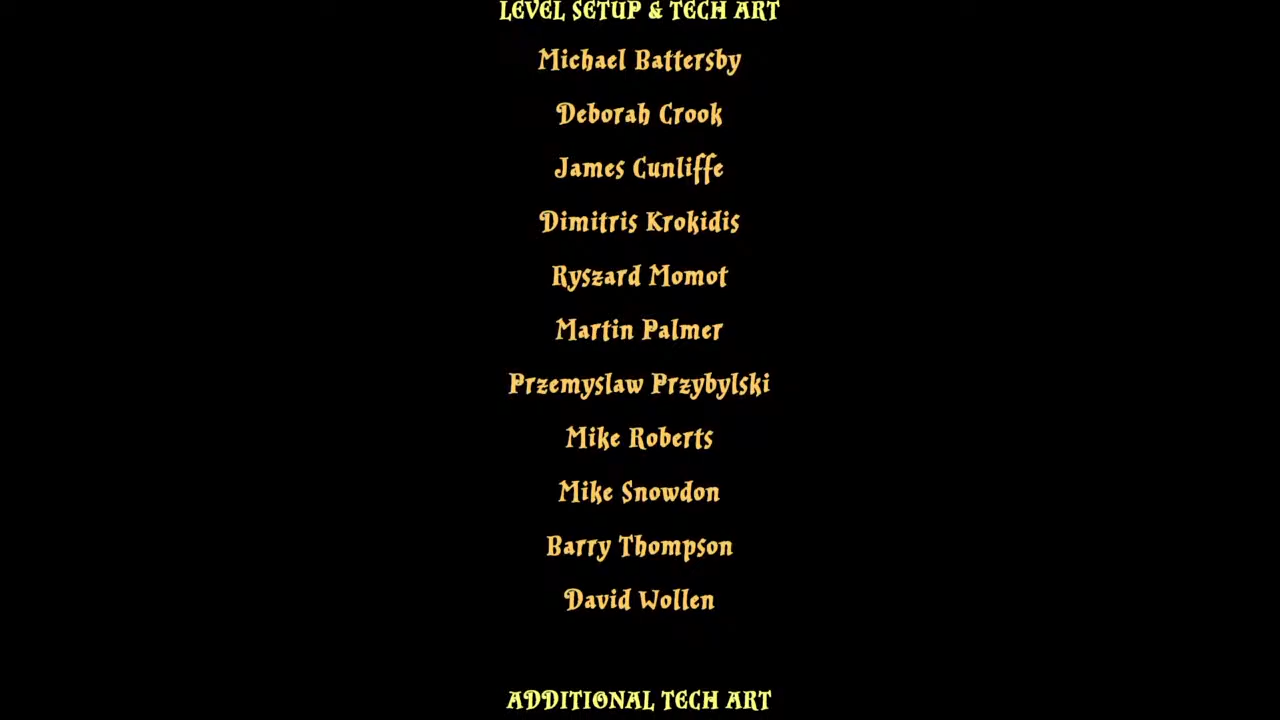 LEVEL SETUP & TECH ART
Michael Battersby
Deborah Crook
James Cunliffe
Dimitris Krokidis
Ryszard Momot
Martin Palmer
Przemyslaw Przybylski
Mike Roberts
Mike Snowdon
Barry Thompson
David Wollen
ADDITIONAL TECH ART